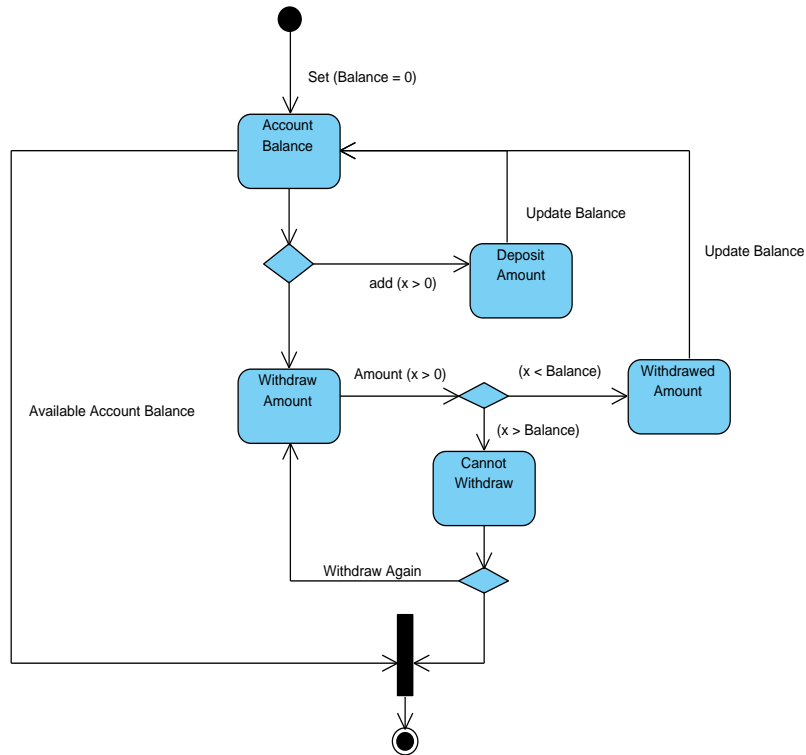 Set (Balance = 0)
Account
Balance
Update Balance
Deposit
Amount
Update Balance
add (x > 0)
Withdraw
Amount
Amount (x > 0)
(x < Balance)
Withdrawed
Amount
Available Account Balance
(x > Balance)
Cannot
Withdraw
Withdraw Again